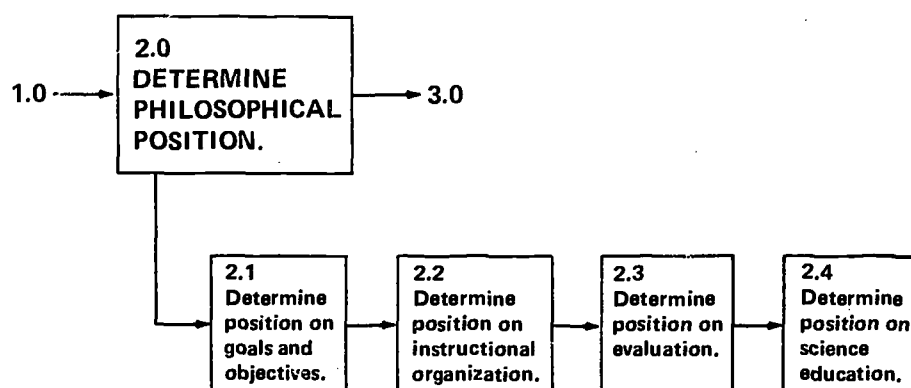 2.0
DETERMINE
PHILOSOPHICAL
POSITION.
1.0
3.0
2.1
Determine
position on
goals and
objectives.
2.2
Determine
position on
instructional
organization.
2.3
Determine
position on
evaluation.
2.4
Determine
position on
science
education.